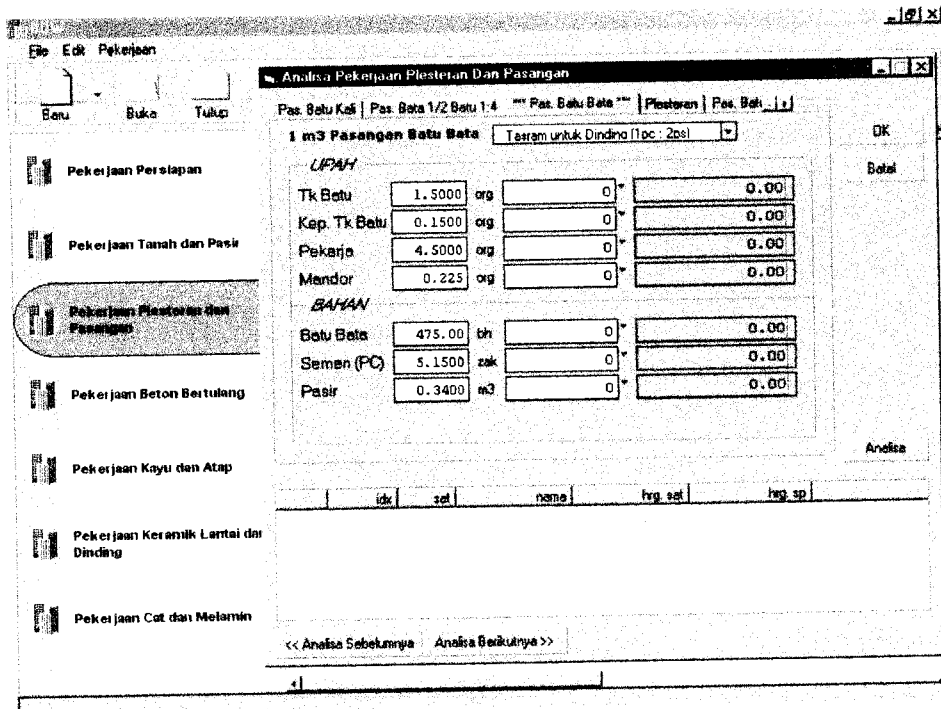 File Edit Pekerjaan
Baru Buka Tutup
Pekerjaan Persiapan
Pekerjaan Tanah dan Pasir
Pekerjaan Plesteran dan
Pasangan
Pekerjaan Beton Bertulang
Pekerjaan Kayu dan Atap
Pekerjaan Keramik Lantai dan
Dinding
Pekerjaan Cat dan Melamin
Analisa Pekerjaan Plesteran Dan Pasangan
Pas. Batu Kali Pas. Bata 1/2 Batu 1:4 *** Pas. Batu Bata *** Plesteran Pas. Bat
1 m3 Pasangan Batu Bata Tasram untuk Dinding (1pc : 2ps)
UPAH
Tk Batu 1.5000 org 0 * 0.00
Kep. Tk Batu 0.1500 org 0 * 0.00
Pekerja 4.5000 org 0 * 0.00
Mandor 0.225 org 0 * 0.00
BAHAN
Batu Bata 475.00 bh 0 * 0.00
Semen (PC) 5.1500 zak 0 * 0.00
Pasir 0.3400 m3 0 * 0.00
OK
Batal
Analisa
idx sat nama hrg. sat hrg. sp
<< Analisa Sebelumnya Analisa Berikutnya >>